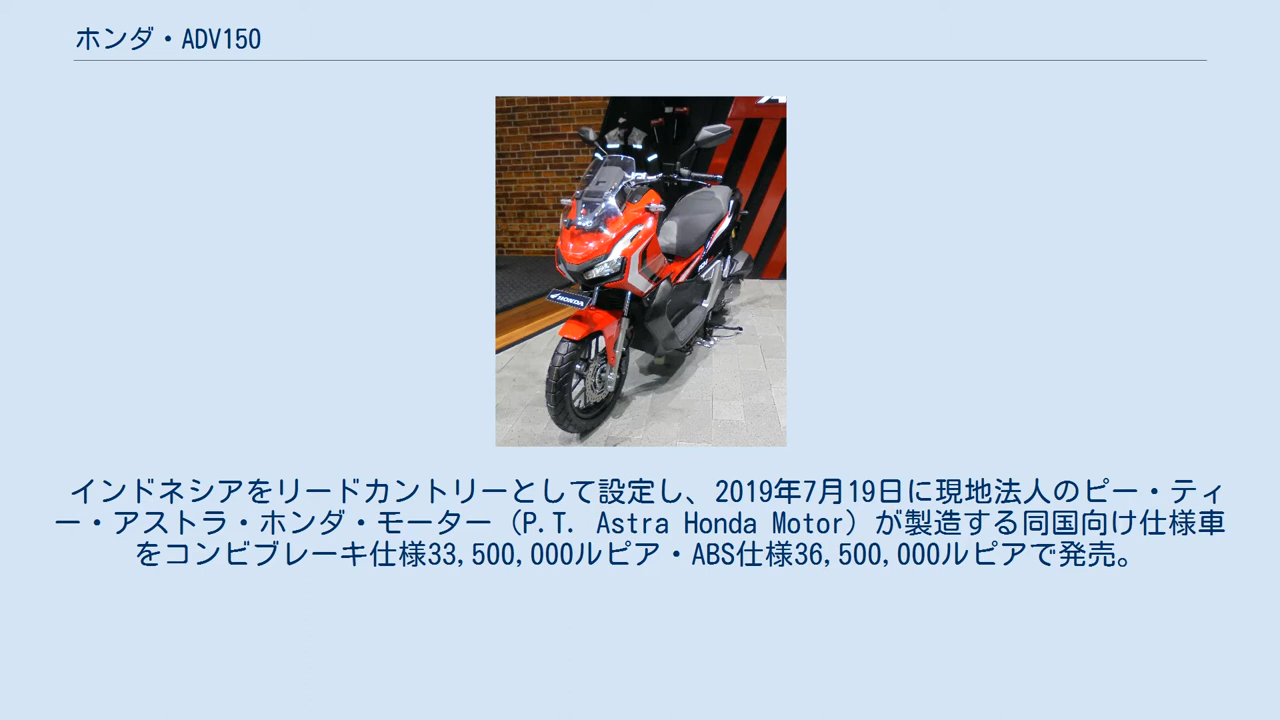 ホンダ・ADV150
HONDA
インドネシアをリードカントリーとして設定し、2019年7月19日に現地法人のピー・ティ
ー・アストラ・ホンダ・モーター（P.T. Astra Honda Motor）が製造する同国向け仕様車
をコンビブレーキ仕様33,500,000ルピア・ABS仕様36,500,000ルピアで発売。